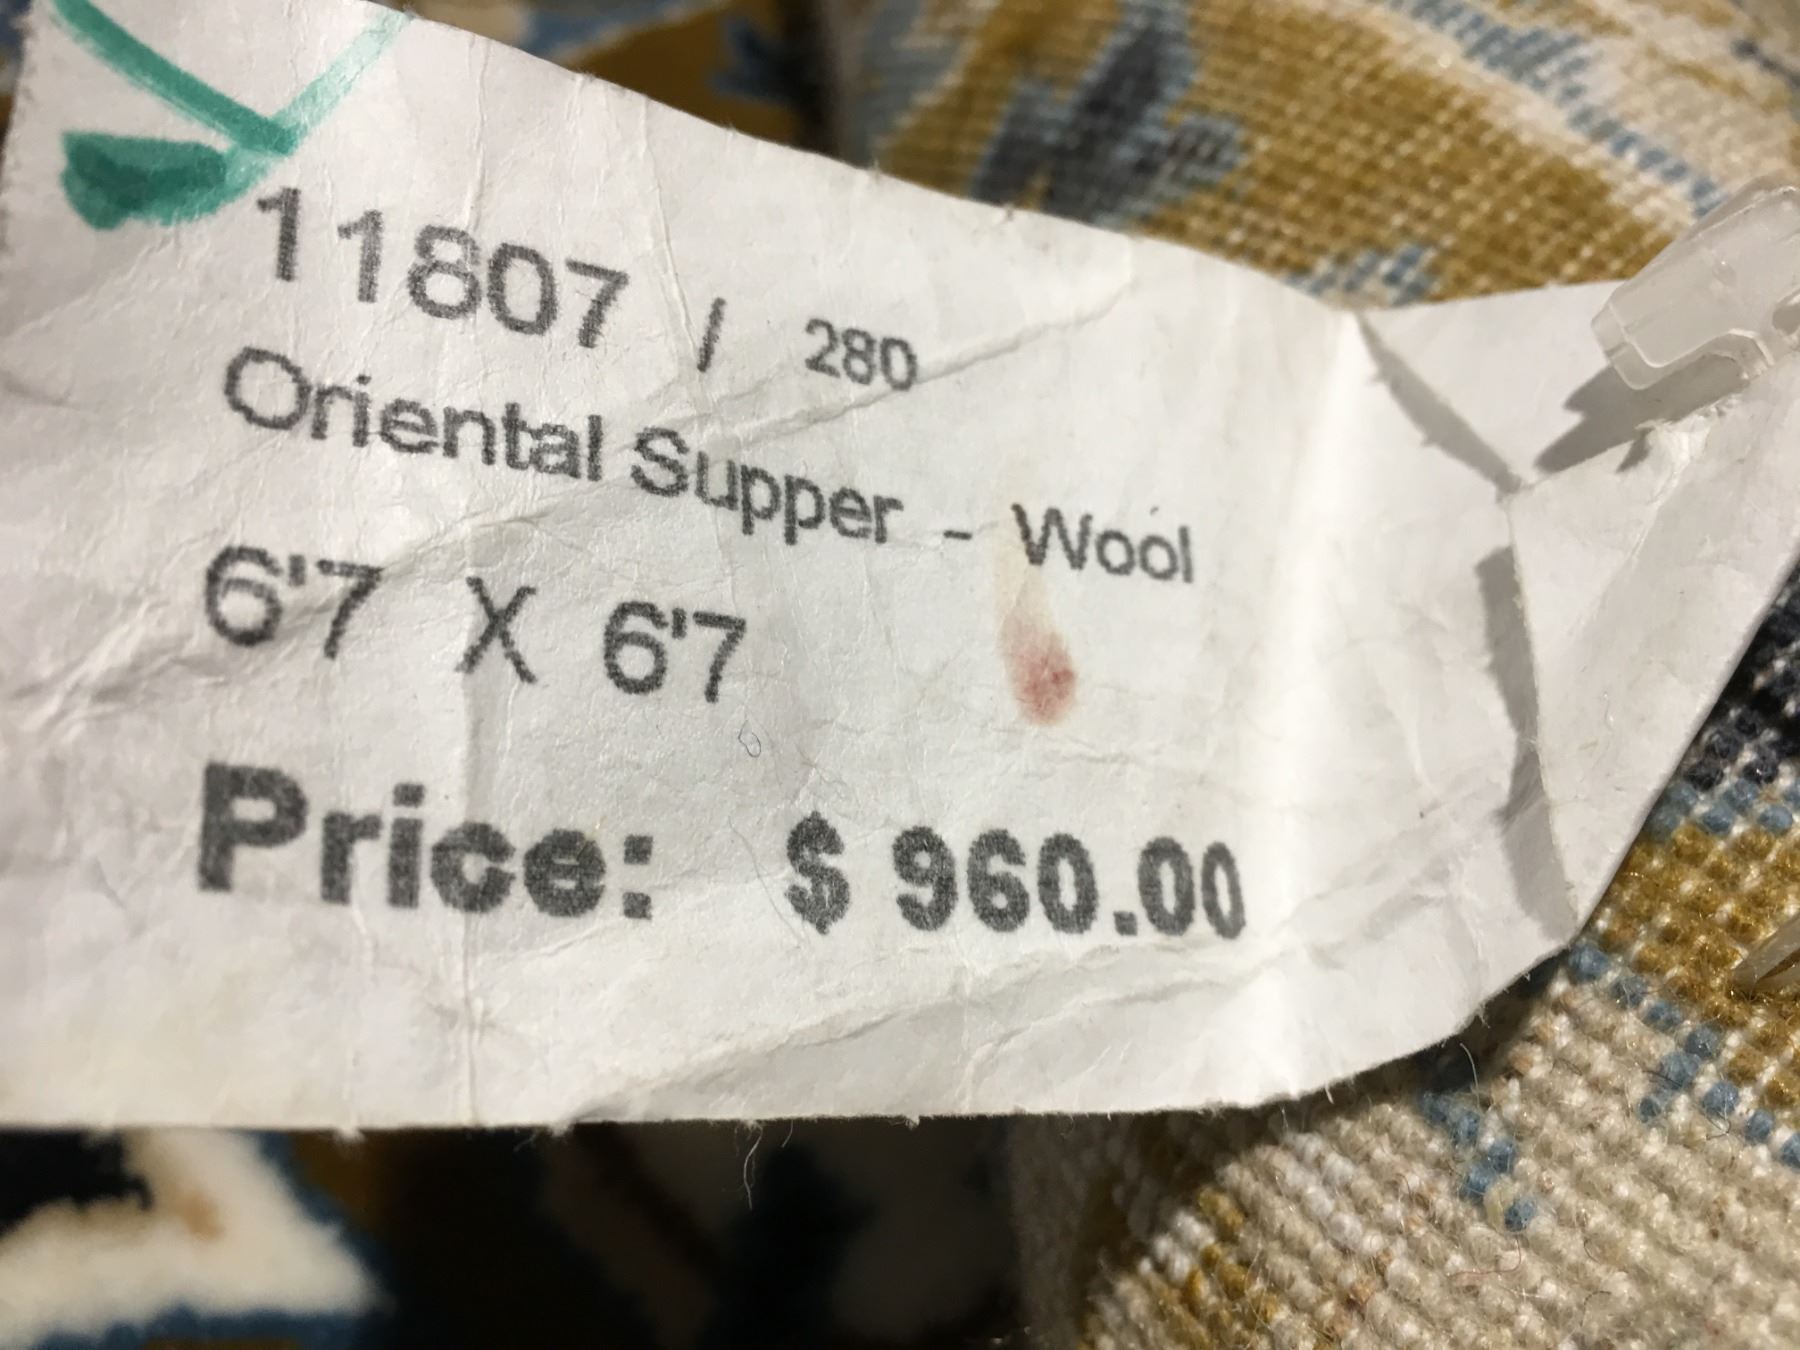 11807 / 280
Oriental Supper - Wool
6'7 X 6'7
Price: $ 960.00